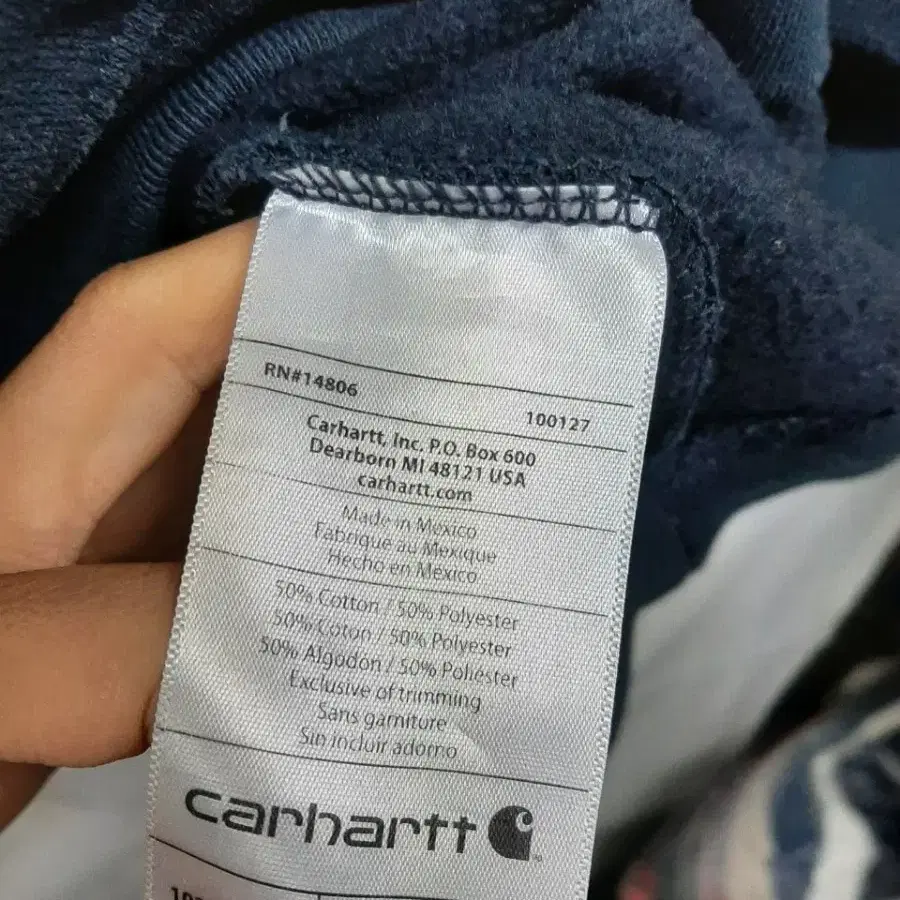 RN#14806
100127
Carhartt, Inc. P.O. Box 600
Dearborn MI 48121 USA
carhartt.com
Made in Mexico
Fabrique au Mexique
Hecho en Mexico
50% Cotton / 50% Polyester
50% Coton / 50% Polyester
50% Algodon / 50% Poliester
Exclusive of trimming
Sans garniture
Sin incluir adorno
carhartt